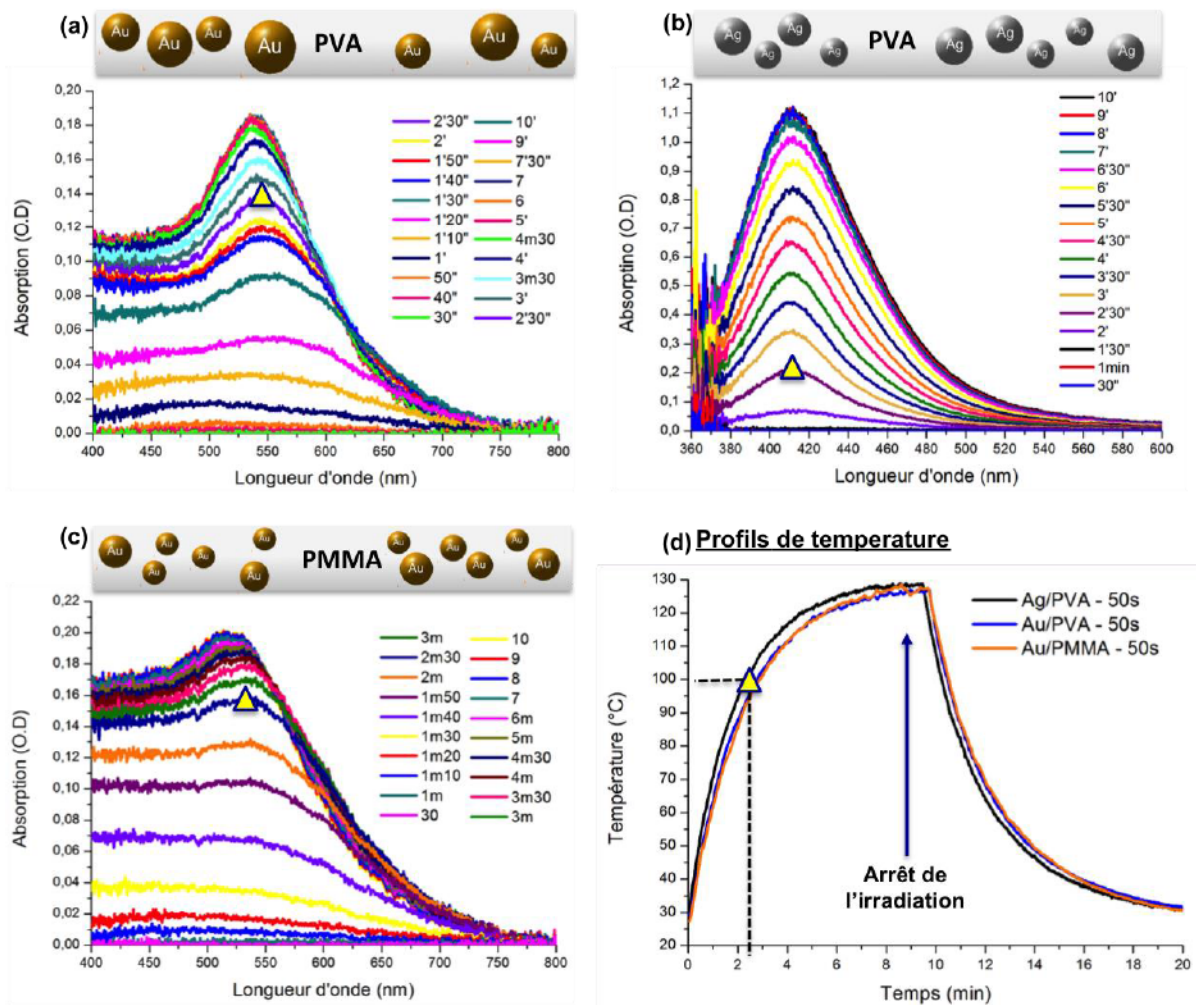 (a)
Au Au Au Au Au Au Au
PVA
0,20
0,18
0,16
0,14
0,12
0,10
0,08
0,06
0,04
0,02
0,00
Absorption (O.D)
2'30" 10'
2' 9'
1'50" 7'30"
1'40" 7
1'30" 6
1'20" 5'
1'10" 4m30
1' 4'
50" 3m30
40" 3'
30" 2'30"
400 450 500 550 600 650 700 750 800
Longueur d'onde (nm)
(b)
Ag Ag Ag Ag Ag Ag Ag Ag Ag
PVA
1,2
1,1
1,0
0,9
0,8
0,7
0,6
0,5
0,4
0,3
0,2
0,1
0,0
Absorptino (O.D)
10'
9'
8'
7'
6'30"
6'
5'30"
5'
4'30"
4'
3'30"
3'
2'30"
2'
1'30"
1min
30"
360 380 400 420 440 460 480 500 520 540 560 580 600
Longueur d'onde (nm)
(c)
Au Au Au Au Au Au Au Au Au Au Au Au
PMMA
0,22
0,20
0,18
0,16
0,14
0,12
0,10
0,08
0,06
0,04
0,02
0,00
Absorption (O.D)
3m 10
2m30 9
2m 8
1m50 7
1m40 6m
1m30 5m
1m20 4m30
1m10 4m
1m 3m30
30 3m
400 450 500 550 600 650 700 750 800
Longueur d'onde (nm)
(d) Profils de temperature
130
120
110
100
90
80
70
60
50
40
30
20
Température (°C)
Ag/PVA - 50s
Au/PVA - 50s
Au/PMMA - 50s
Arrêt de
l'irradiation
0 2 4 6 8 10 12 14 16 18 20
Temps (min)